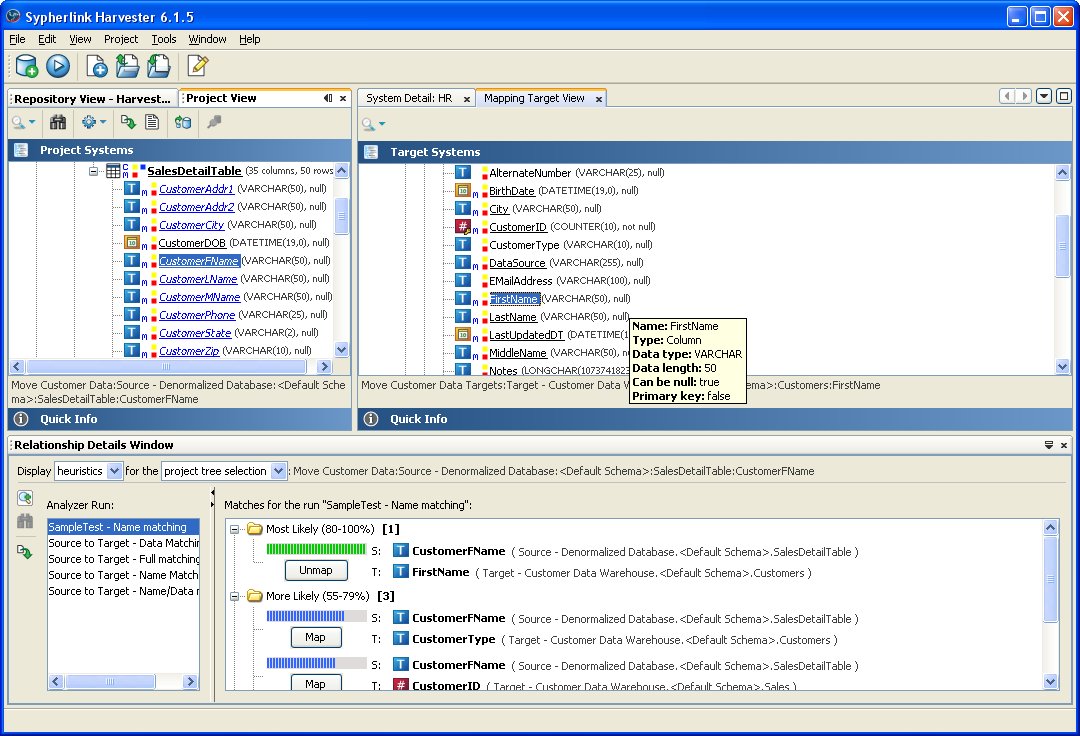 Sypherlink Harvester 6.1.5
File Edit View Project Tools Window Help
Repository View - Harvest...
Project View
Project Systems
SalesDetailTable (35 columns, 50 rows
CustomerAddr1 (VARCHAR(50), null)
CustomerAddr2 (VARCHAR(50), null)
CustomerCity (VARCHAR(50), null)
CustomerDOB (DATETIME(19,0), null)
CustomerFName (VARCHAR(50), null)
CustomerLName (VARCHAR(50), null)
CustomerMName (VARCHAR(50), null)
CustomerPhone (VARCHAR(25), null)
CustomerState (VARCHAR(2), null)
CustomerZip (VARCHAR(10), null)
Move Customer Data:Source - Denormalized Database:<Default Sche
ma>:SalesDetailTable:CustomerFName
Quick Info
System Detail: HR
Mapping Target View
Target Systems
AlternateNumber (VARCHAR(25), null)
BirthDate (DATETIME(19,0), null)
City (VARCHAR(50), null)
CustomerID (COUNTER(10), not null)
CustomerType (VARCHAR(10), null)
DataSource (VARCHAR(255), null)
EMailAddress (VARCHAR(100), null)
FirstName (VARCHAR(50), null)
LastName (VARCHAR(50), null)
LastUpdatedDT (DATETIME(1
MiddleName (VARCHAR(50), n
Notes (LONGCHAR(107374182
Name: FirstName
Type: Column
Data type: VARCHAR
Data length: 50
Can be null: true
Primary key: false
Move Customer Data Targets:Target - Customer Data W
ma>:Customers:FirstName
Quick Info
Relationship Details Window
Display heuristics for the project tree selection : Move Customer Data:Source - Denormalized Database:<Default Schema>:SalesDetailTable:CustomerFName
Analyzer Run:
SampleTest - Name matching
Source to Target - Data Matchin
Source to Target - Full matching
Source to Target - Name Match
Source to Target - Name/Data r
Matches for the run "SampleTest - Name matching":
Most Likely (80-100%) [1]
S: CustomerFName ( Source - Denormalized Database.<Default Schema>.SalesDetailTable )
Unmap T: FirstName ( Target - Customer Data Warehouse.<Default Schema>.Customers )
More Likely (55-79%) [3]
S: CustomerFName ( Source - Denormalized Database.<Default Schema>.SalesDetailTable )
Map T: CustomerType ( Target - Customer Data Warehouse.<Default Schema>.Customers )
S: CustomerFName ( Source - Denormalized Database.<Default Schema>.SalesDetailTable )
Map T: CustomerID ( Target - Customer Data Warehouse.<Default Schema>.Sales )